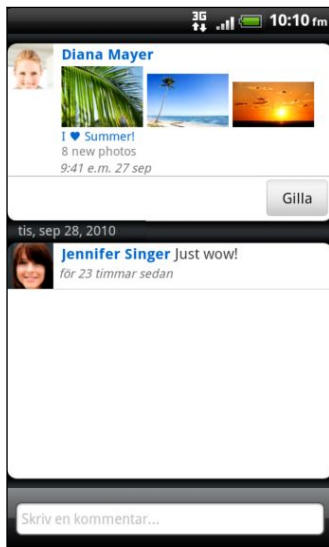 3G
10:10 fm
Diana Mayer
I ♥ Summer!
8 new photos
9:41 e.m. 27 sep
Gilla
tis, sep 28, 2010
Jennifer Singer Just wow!
för 23 timmar sedan
Skriv en kommentar...